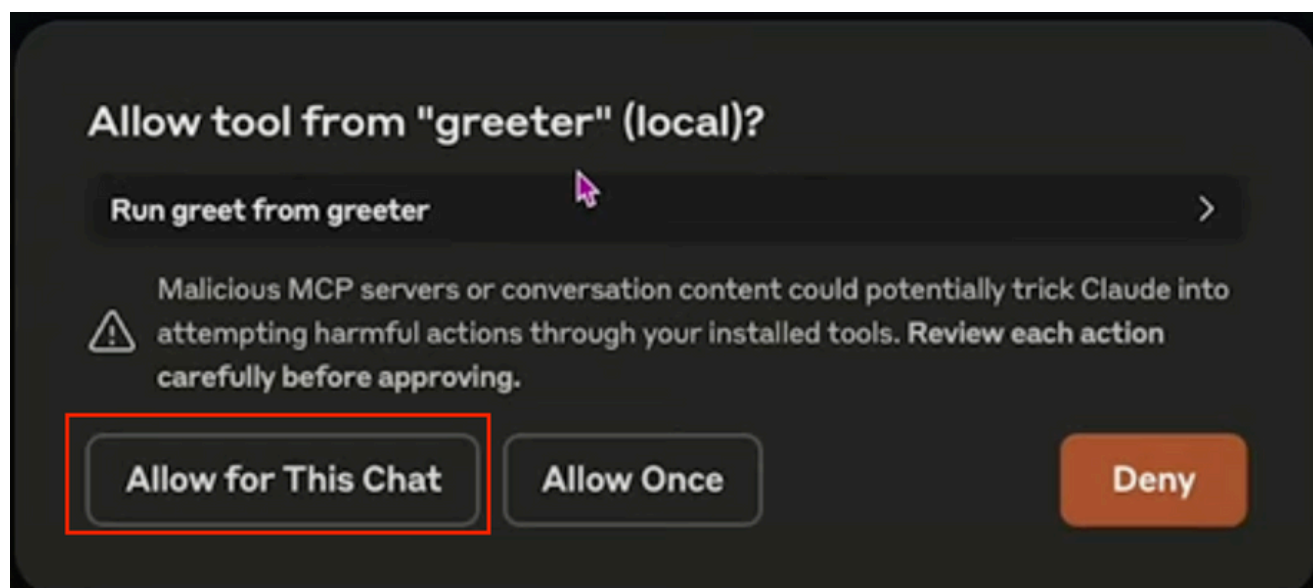 Allow tool from "greeter" (local)?
Run greet from greeter
Malicious MCP servers or conversation content could potentially trick Claude into
attempting harmful actions through your installed tools. Review each action
carefully before approving.
Allow for This Chat
Allow Once
Deny